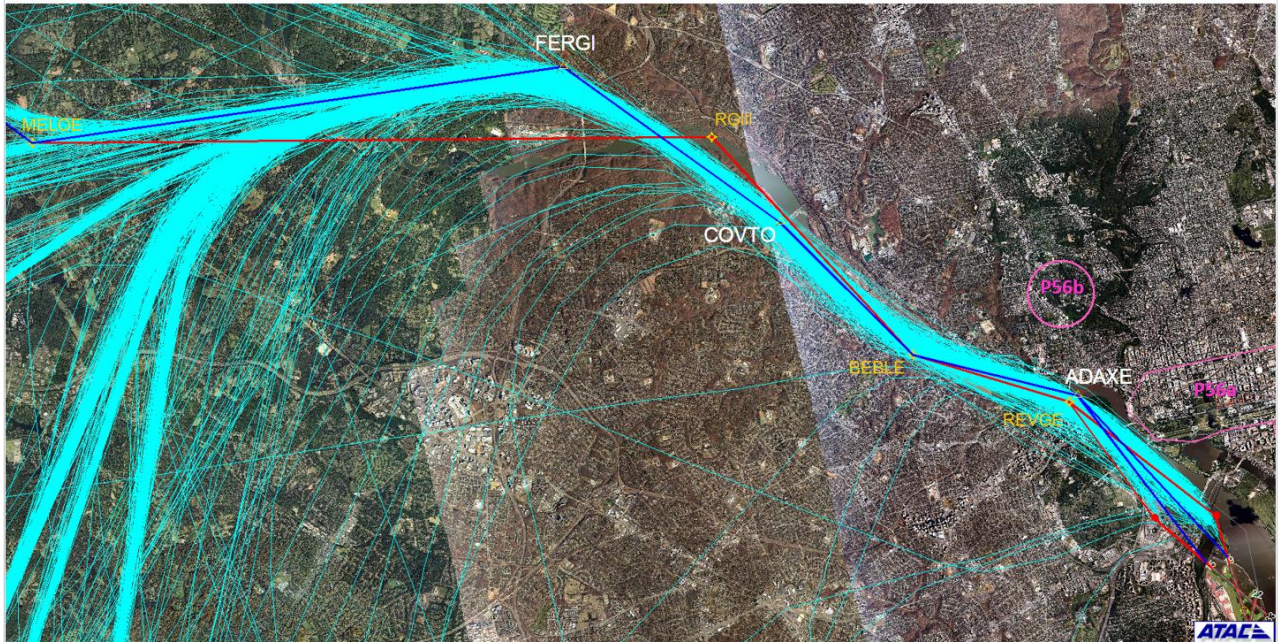 FERGI
MELOE
RGIII
COVTO
P56b
BEBLE
ADAXE
P56a
REVGE
ATAC